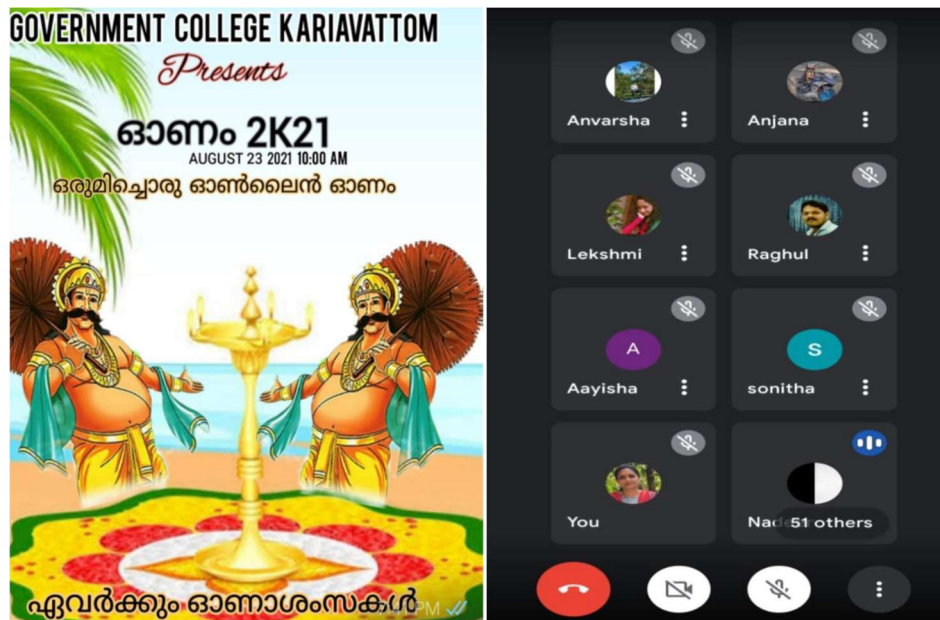 GOVERNMENT COLLEGE KARIAVATTOM
Presents
ഓണം 2K21
AUGUST 23 2021 10:00 AM
ഒരുമിച്ചൊരു ഓൺലൈൻ ഓണം
ഏവർക്കും ഓണാശംസകൾ
PM
Anvarsha
Anjana
Lekshmi
Raghul
A
Aayisha
S
sonitha
You
51 others